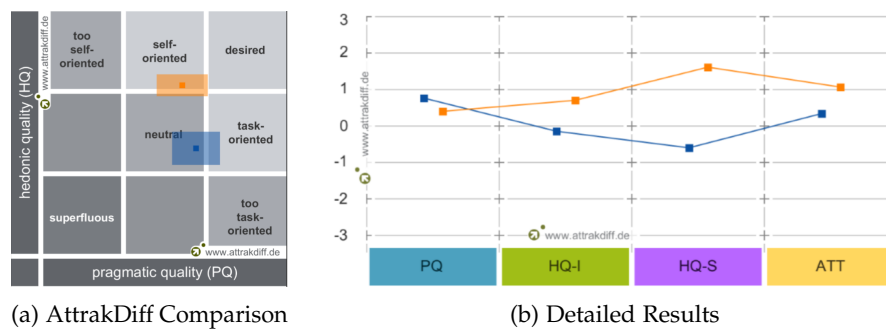 too
self-
oriented
self-
oriented
desired
neutral
task-
oriented
superfluous
too
task-
oriented
hedonic quality (HQ)
pragmatic quality (PQ)
www.attrakdiff.de
www.attrakdiff.de
3
2
1
0
-1
-2
-3
www.attrakdiff.de
www.attrakdiff.de
PQ
HQ-I
HQ-S
ATT
(a) AttrakDiff Comparison
(b) Detailed Results